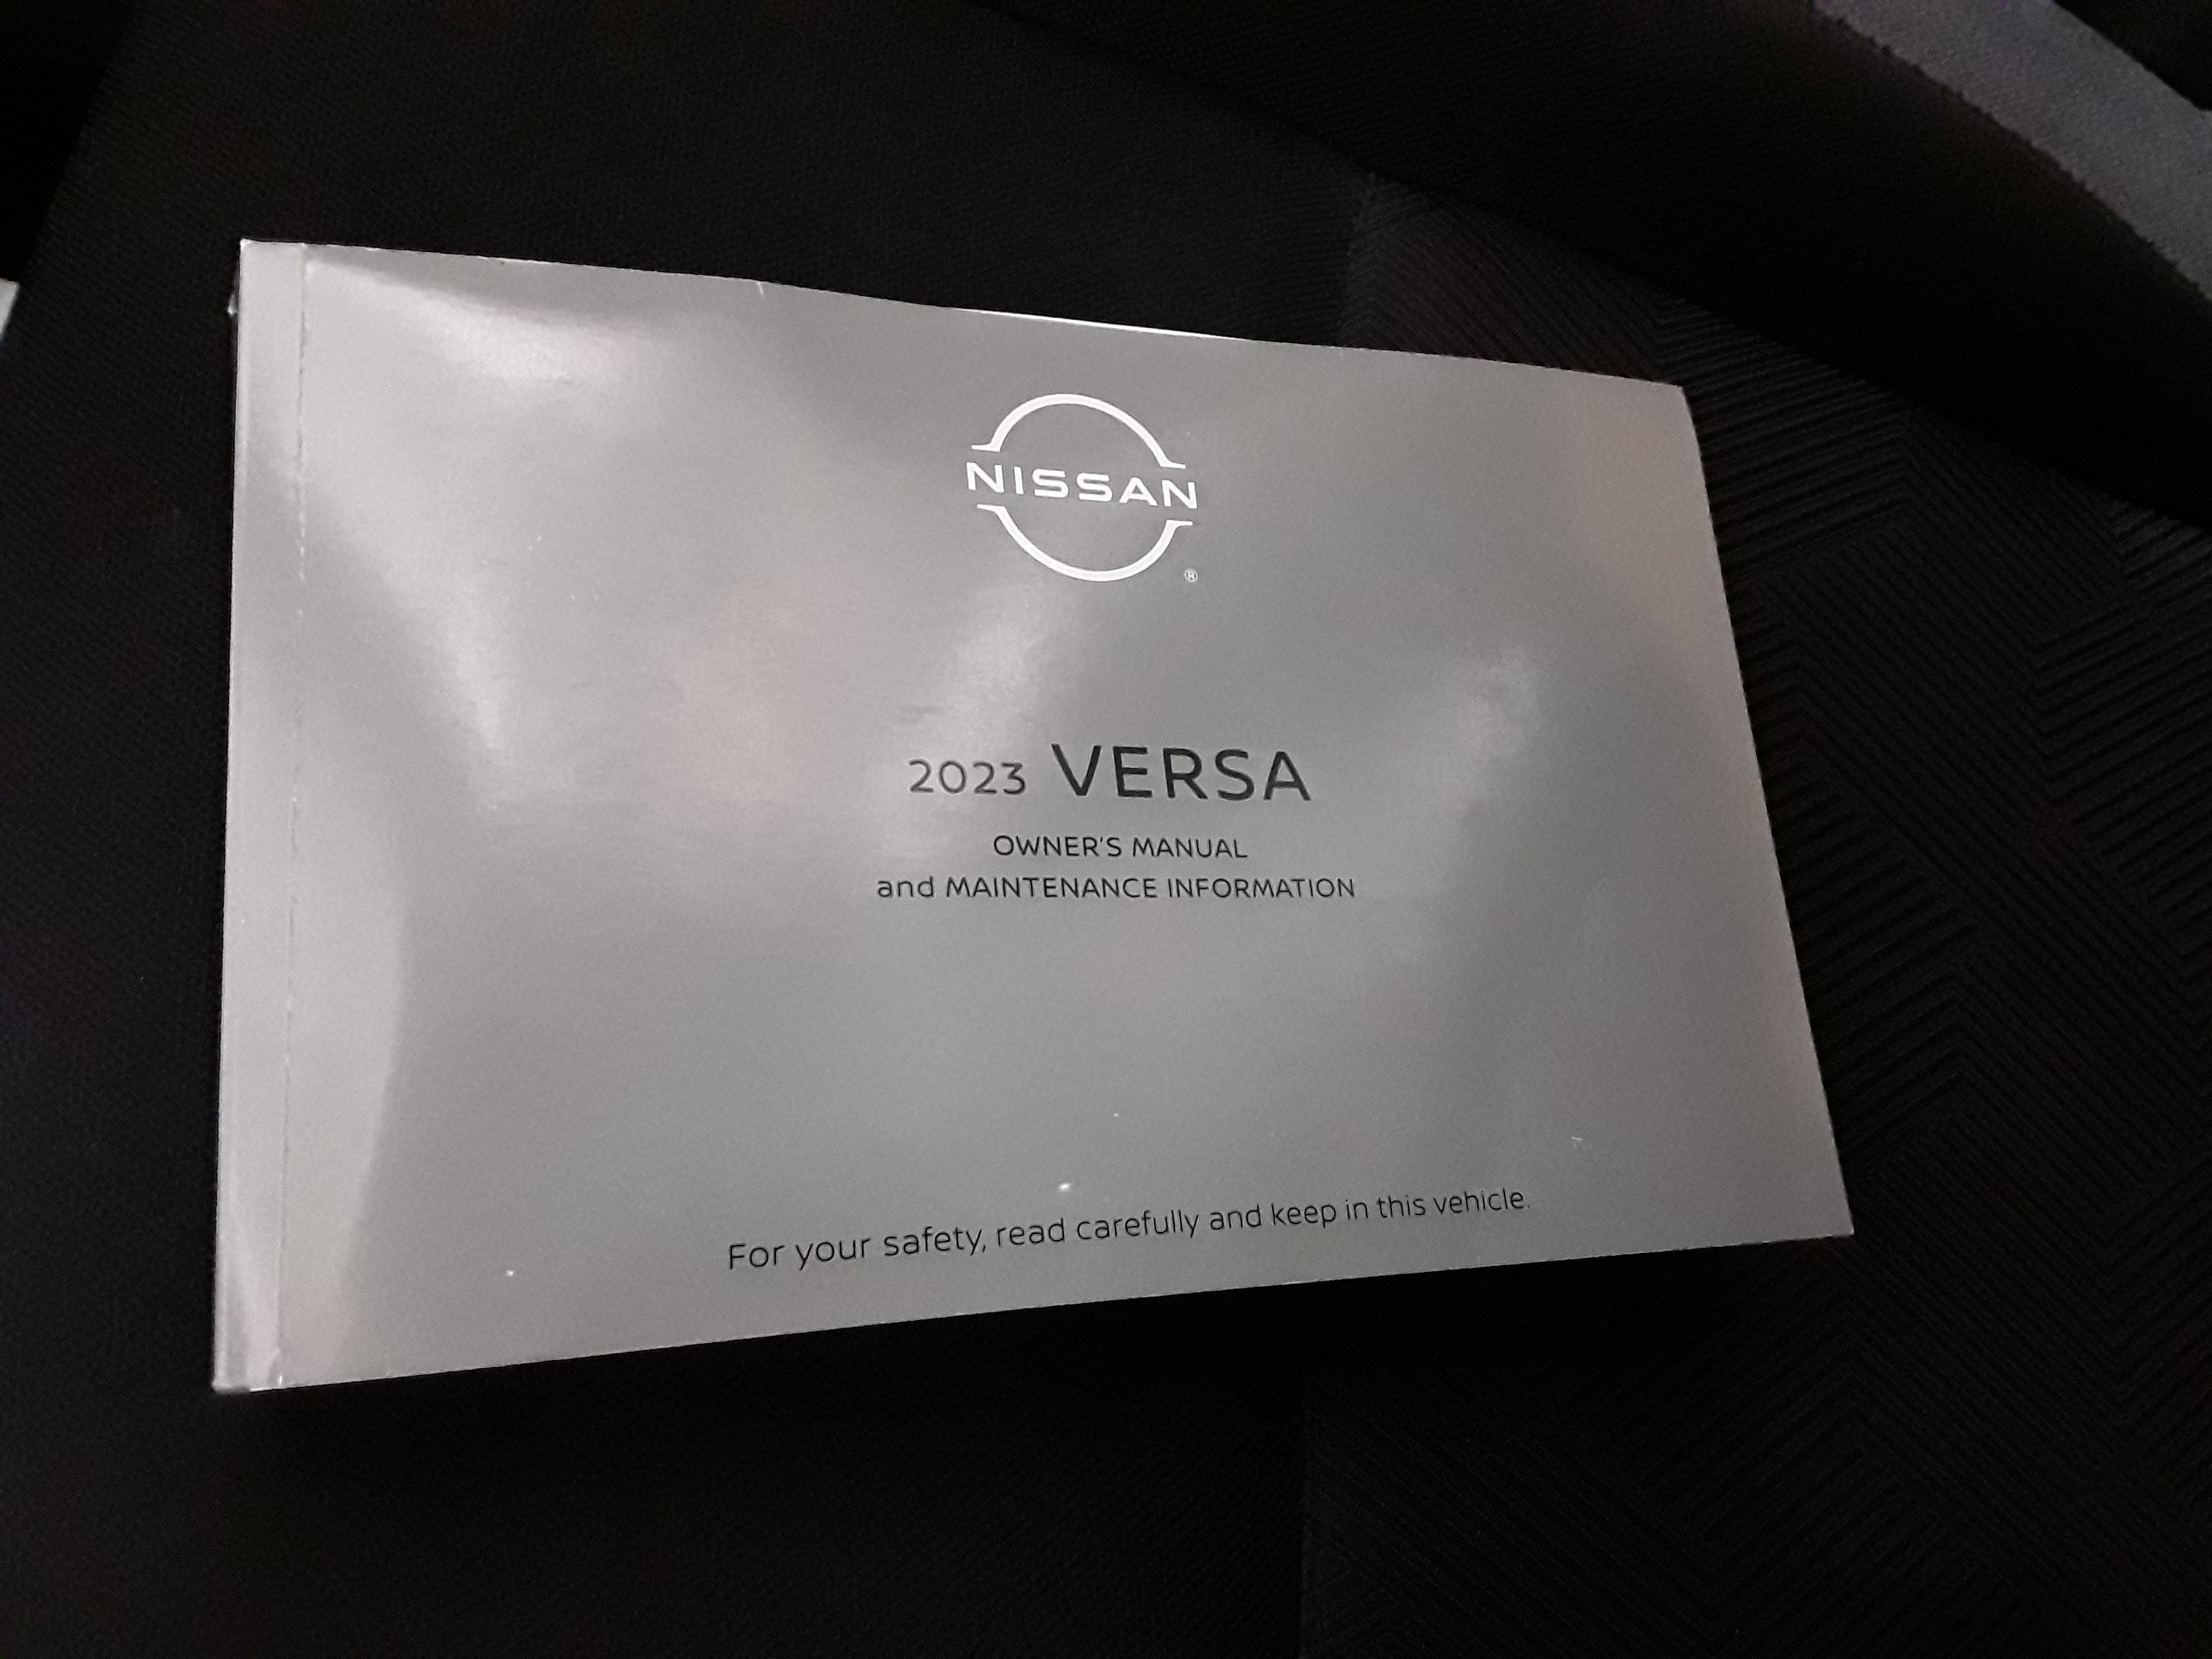 NISSAN
®
2023 VERSA
OWNER'S MANUAL
and MAINTENANCE INFORMATION
For your safety, read carefully and keep in this vehicle.